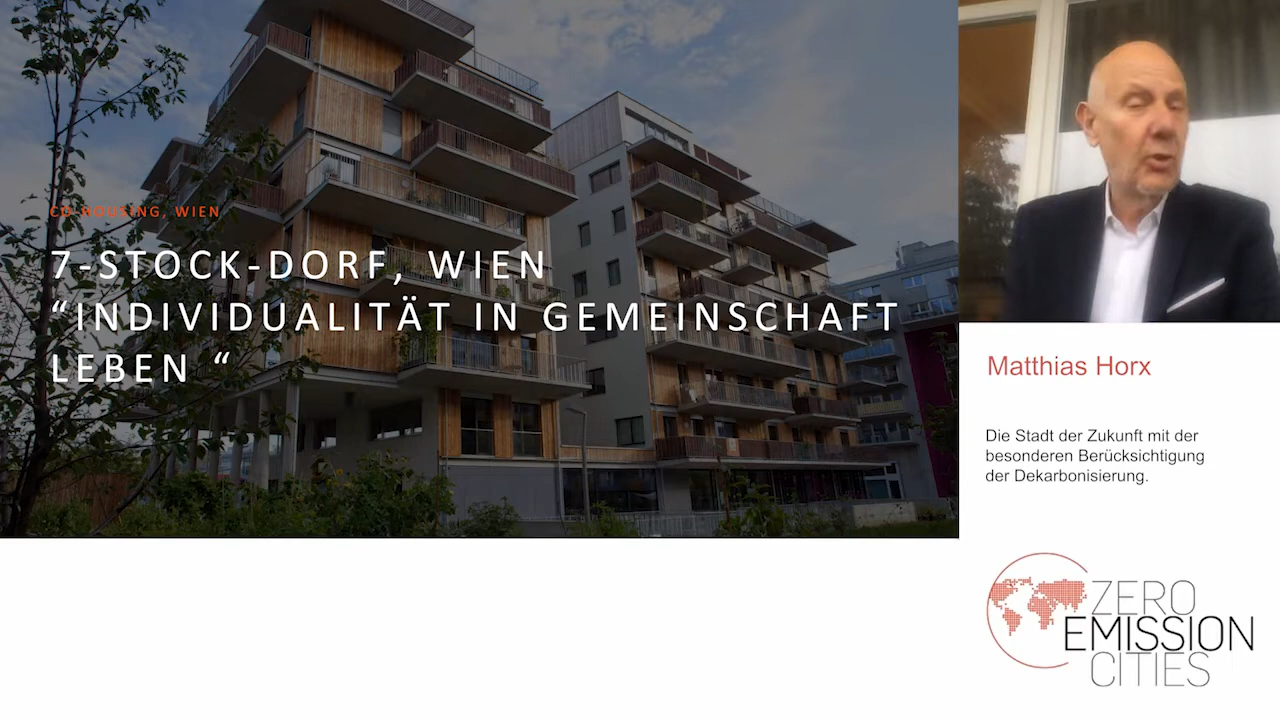 CO-HOUSING, WIEN
7-STOCK-DORF, WIEN
“INDIVIDUALITÄT IN GEMEINSCHAFT
LEBEN “
Matthias Horx
Die Stadt der Zukunft mit der
besonderen Berücksichtigung
der Dekarbonisierung.
ZERO
EMISSION
CITIES